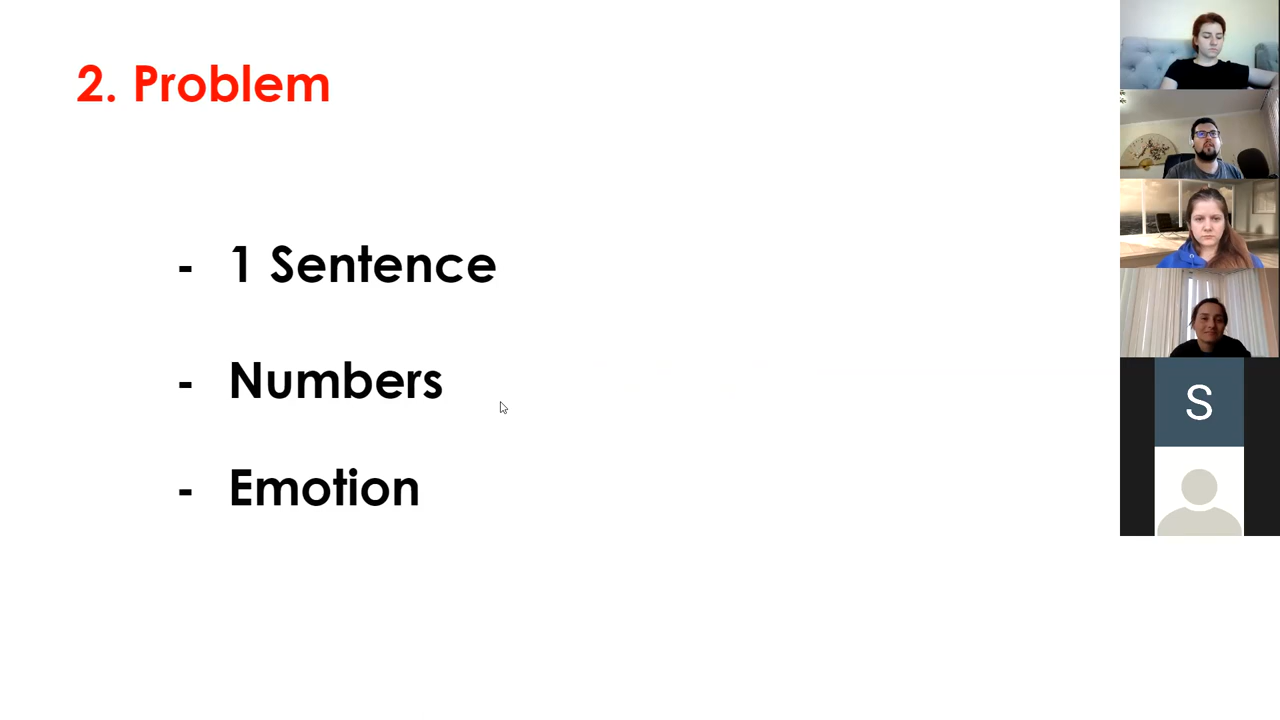 2. Problem
- 1 Sentence
- Numbers
- Emotion
S